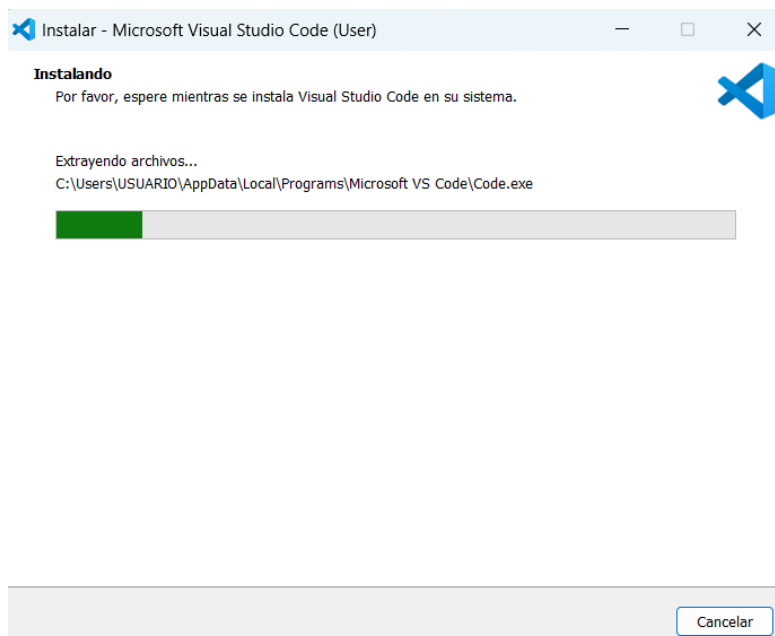 Instalar - Microsoft Visual Studio Code (User)
Instalando
Por favor, espere mientras se instala Visual Studio Code en su sistema.
Extrayendo archivos...
C:\Users\USUARIO\AppData\Local\Programs\Microsoft VS Code\Code.exe
Cancelar